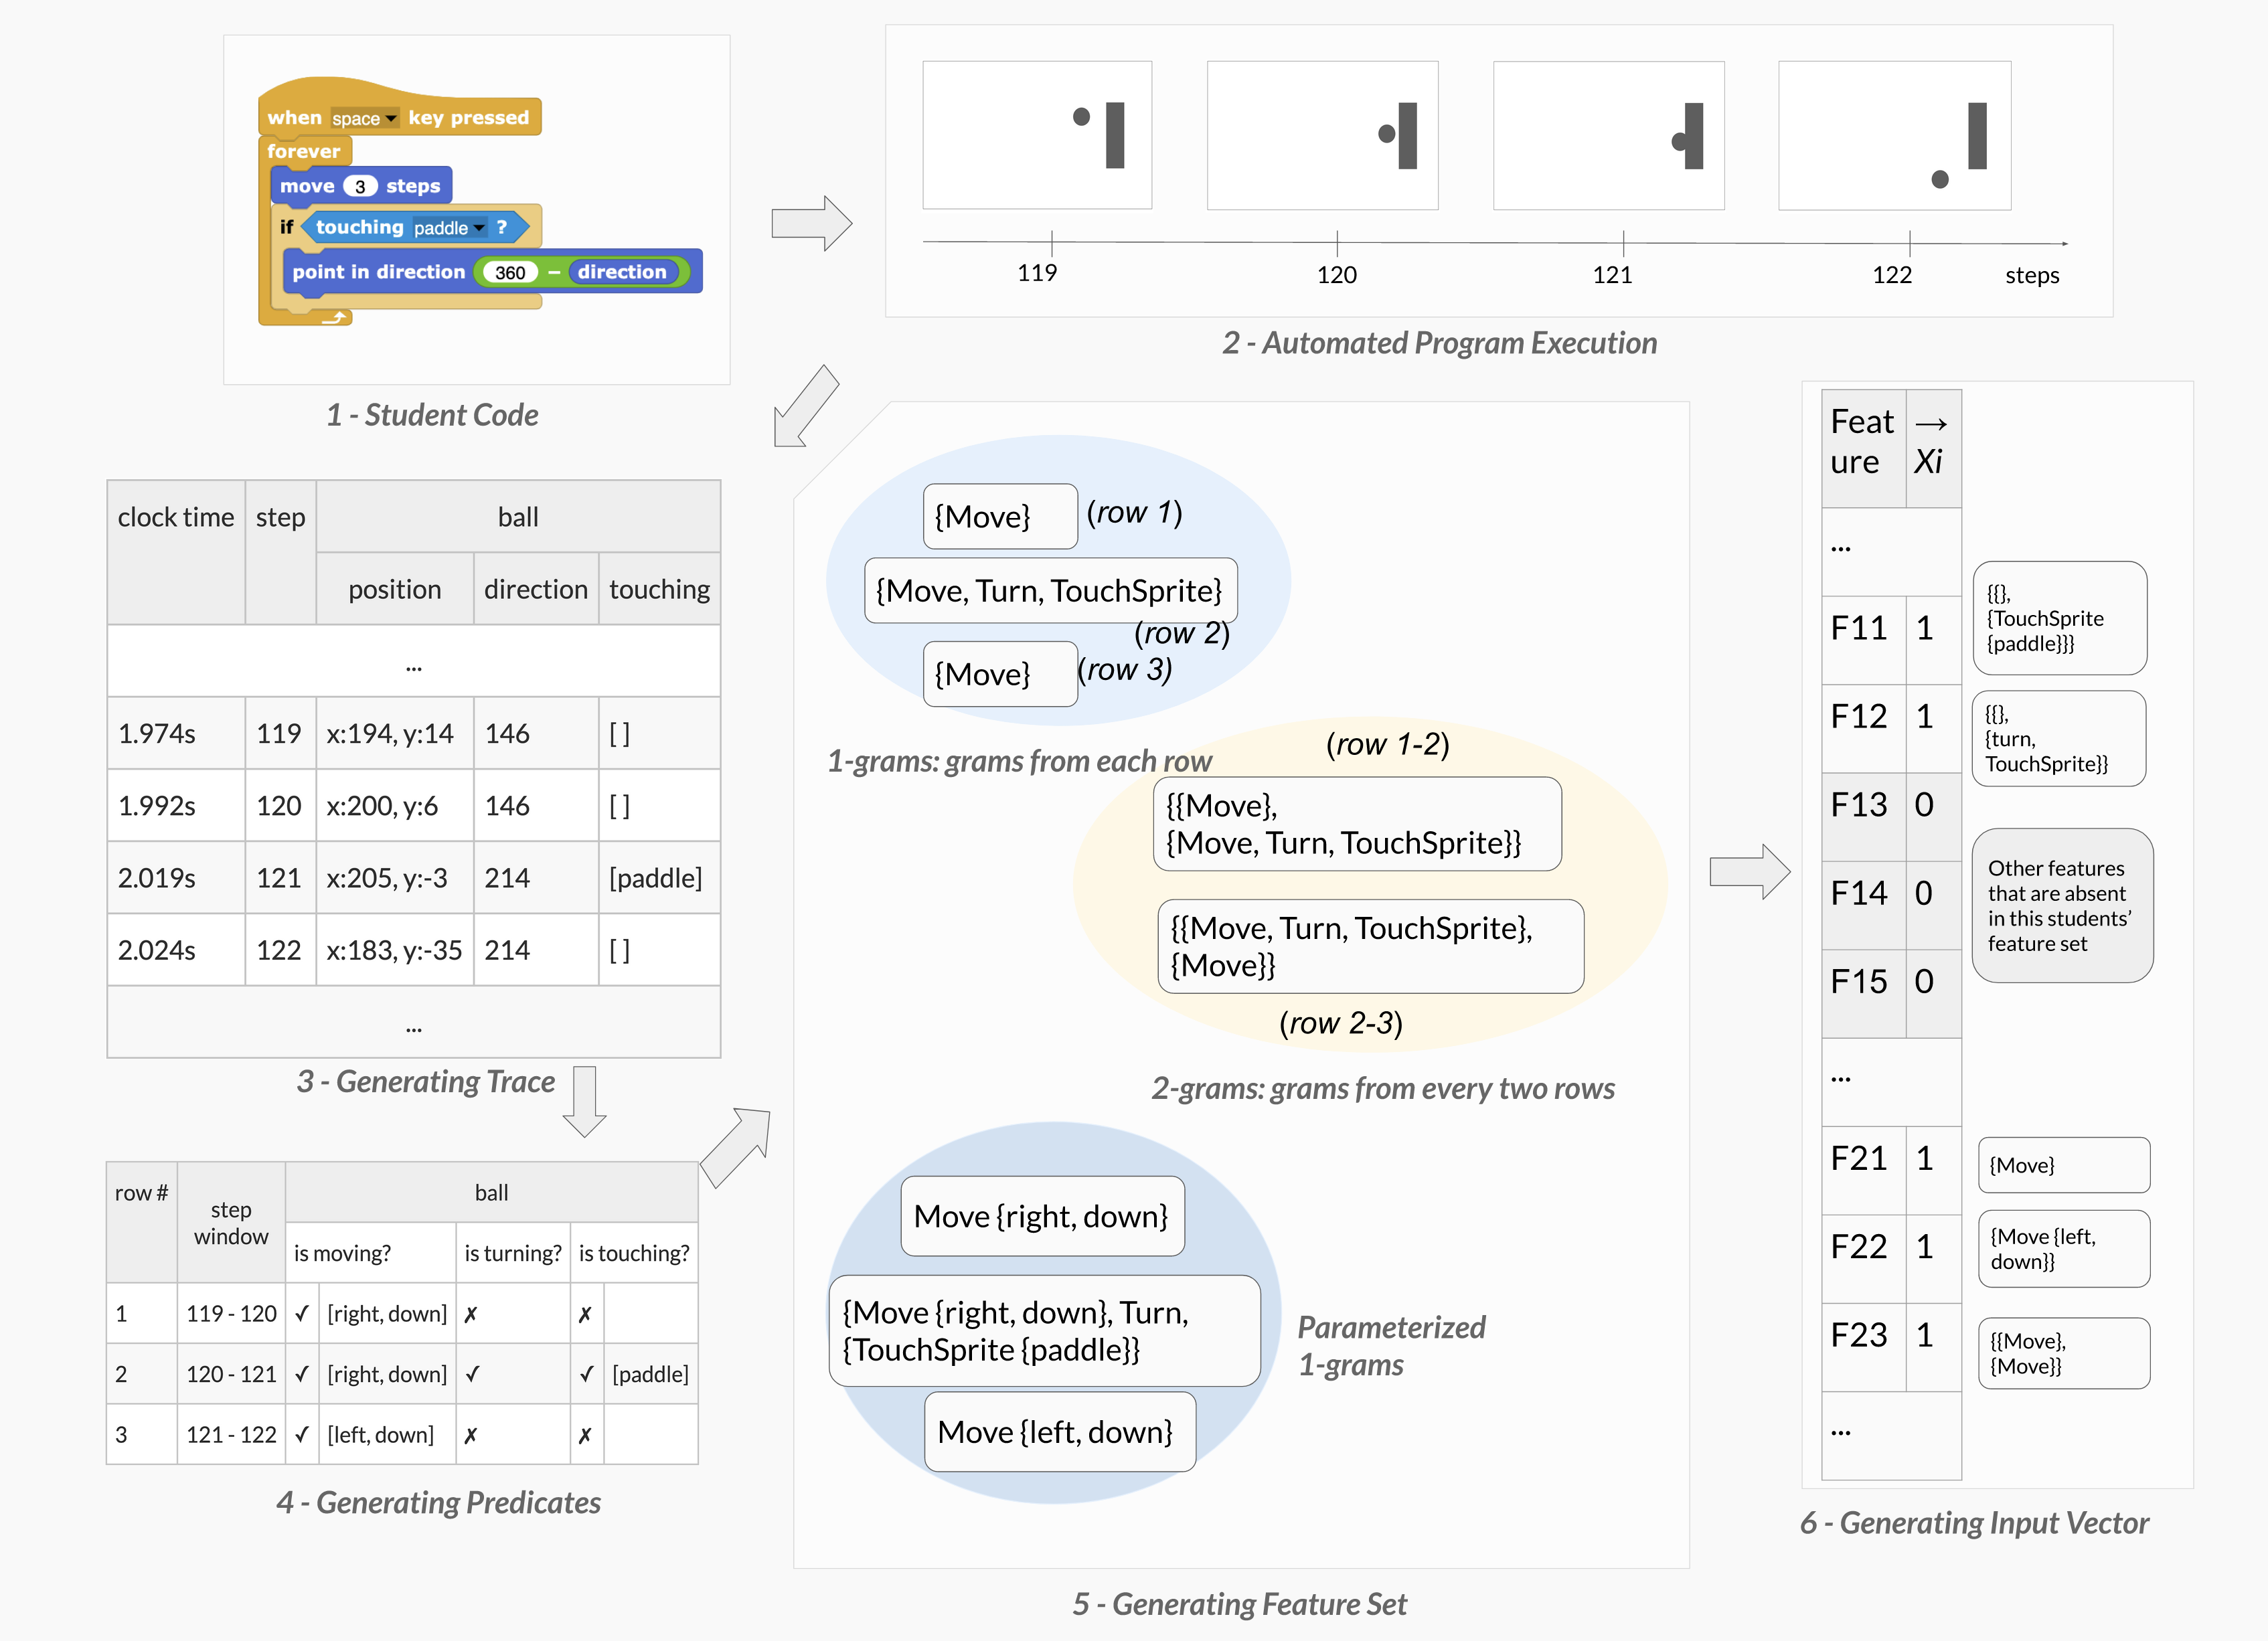 when space key pressed
forever
move 3 steps
if touching paddle ?
point in direction 360 − direction
1 - Student Code
119 120 121 122 steps
2 - Automated Program Execution
clock time step ball
position direction touching
...
1.974s 119 x:194, y:14 146 [ ]
1.992s 120 x:200, y:6 146 [ ]
2.019s 121 x:205, y:-3 214 [paddle]
2.024s 122 x:183, y:-35 214 [ ]
...
3 - Generating Trace
row # step window ball
is moving? is turning? is touching?
1 119 - 120 ✓ [right, down] ✗ ✗
2 120 - 121 ✓ [right, down] ✓ ✓ [paddle]
3 121 - 122 ✓ [left, down] ✗ ✗
4 - Generating Predicates
{Move} (row 1)
{Move, Turn, TouchSprite}
(row 2)
{Move} (row 3)
1-grams: grams from each row
(row 1-2)
{{Move},
{Move, Turn, TouchSprite}}
{{Move, Turn, TouchSprite},
{Move}}
(row 2-3)
2-grams: grams from every two rows
Move {right, down}
{Move {right, down}, Turn,
{TouchSprite {paddle}}
Move {left, down}
Parameterized
1-grams
5 - Generating Feature Set
Feat
ure
→
Xi
...
F11 1
{{},
{TouchSprite
{paddle}}}
F12 1
{{},
{turn,
TouchSprite}}
F13 0
F14 0
F15 0
Other features
that are absent
in this students’
feature set
...
F21 1
{Move}
F22 1
{Move {left,
down}}
F23 1
{{Move},
{Move}}
...
6 - Generating Input Vector